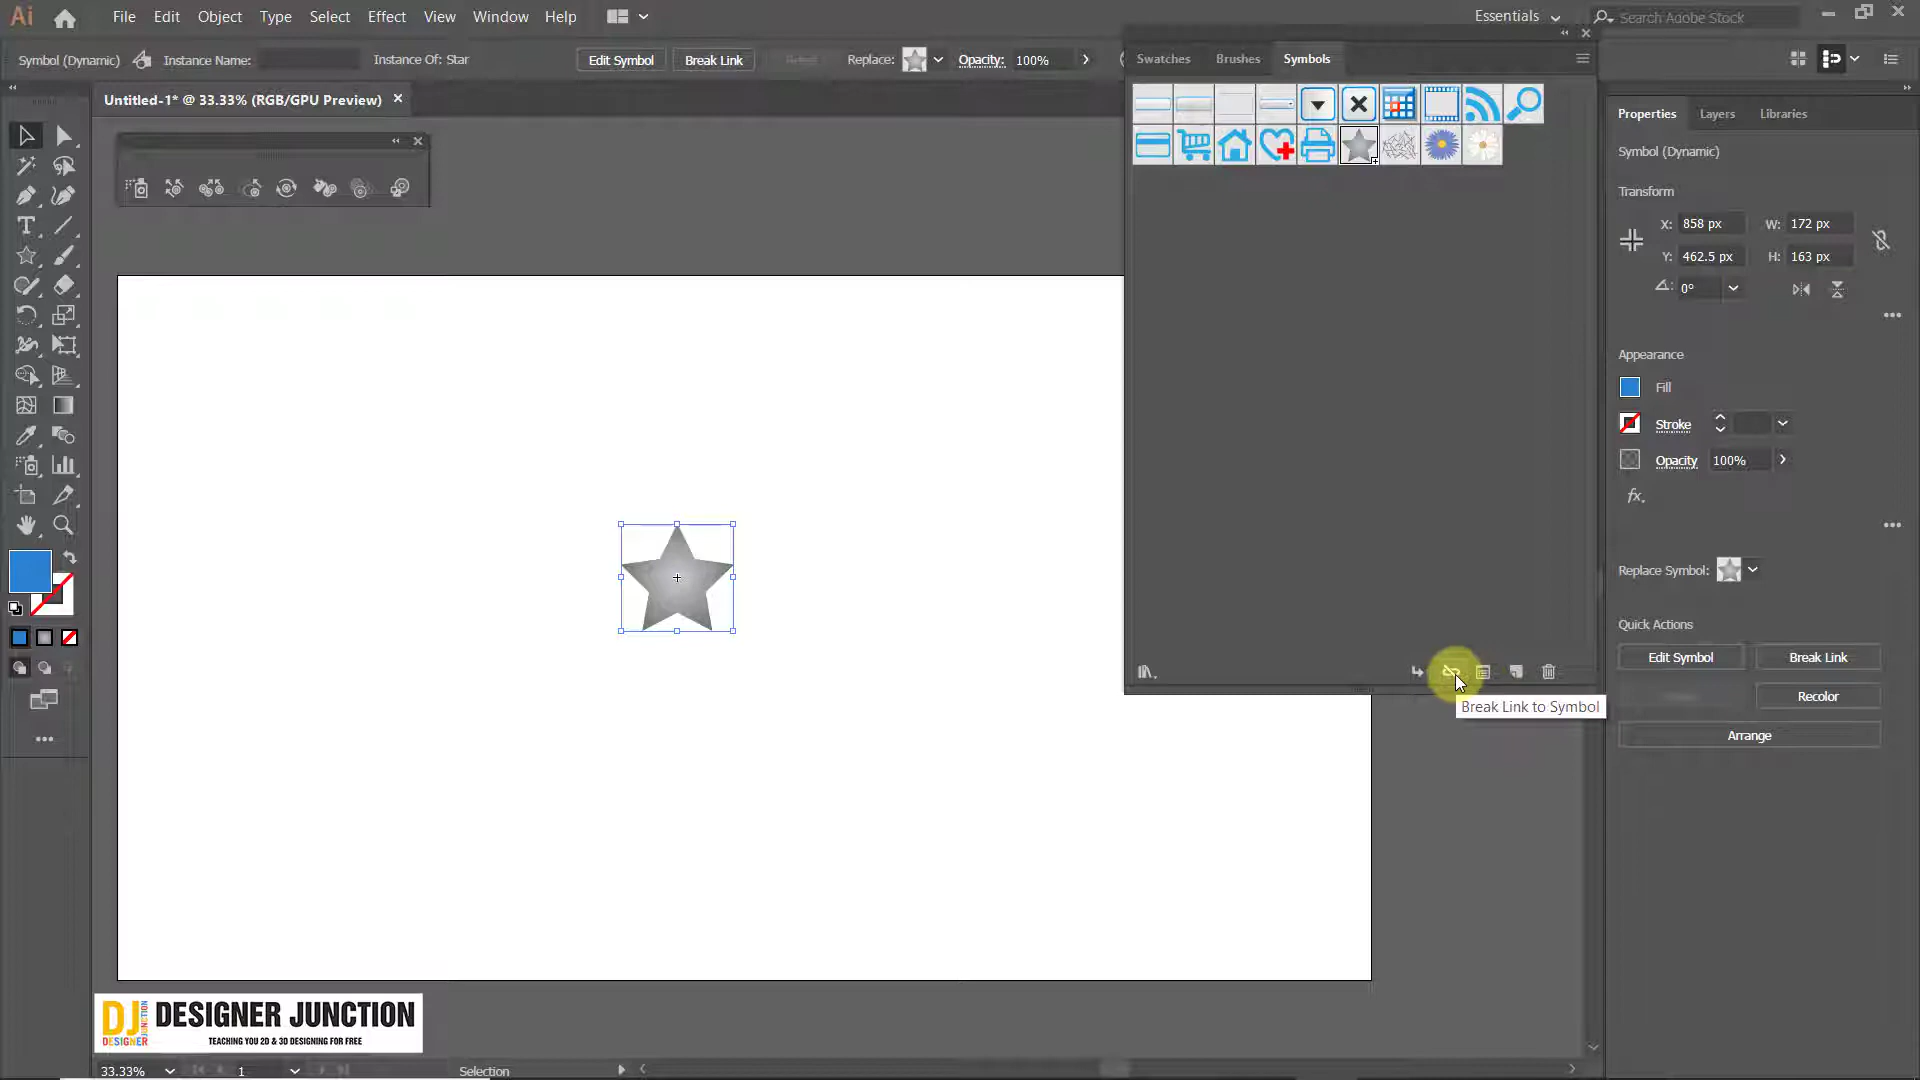 Ai
File Edit Object Type Select Effect View Window Help
Essentials
Search Adobe Stock
Symbol (Dynamic)
Instance Name:
Instance Of: Star
Edit Symbol
Break Link
Replace:
Opacity:
100%
Untitled-1* @ 33.33% (RGB/GPU Preview)
Swatches
Brushes
Symbols
Break Link to Symbol
Properties
Layers
Libraries
Symbol (Dynamic)
Transform
X:
858 px
W:
172 px
Y:
462.5 px
H:
163 px
0°
Appearance
Fill
Stroke
Opacity
100%
fx.
Replace Symbol:
Quick Actions
Edit Symbol
Break Link
Recolor
Arrange
DJ
DESIGNER
JUNCTION
DESIGNER JUNCTION
TEACHING YOU 2D & 3D DESIGNING FOR FREE
33.33%
1
Selection